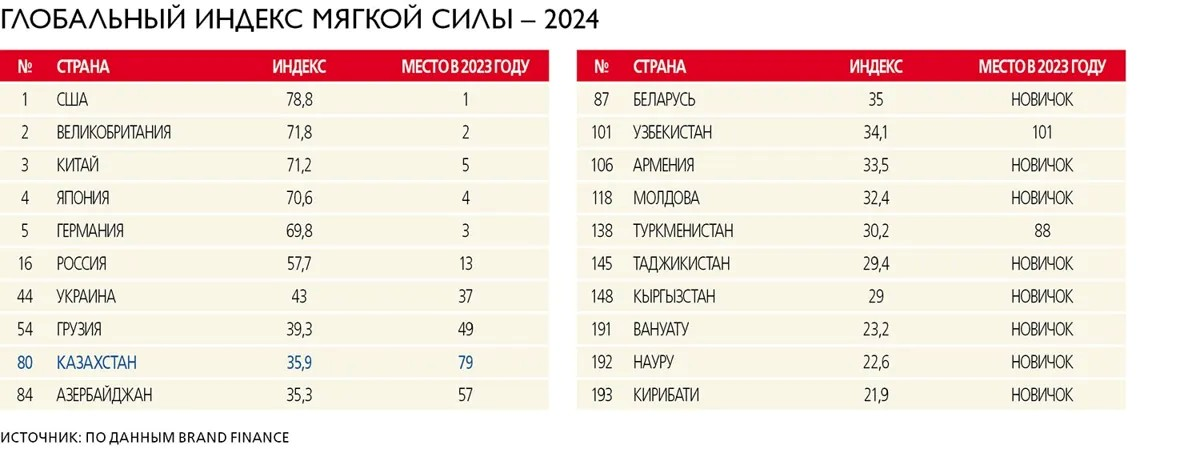 ГЛОБАЛЬНЫЙ ИНДЕКС МЯГКОЙ СИЛЫ – 2024
№ СТРАНА ИНДЕКС МЕСТО В 2023 ГОДУ
1 США 78,8 1
2 ВЕЛИКОБРИТАНИЯ 71,8 2
3 КИТАЙ 71,2 5
4 ЯПОНИЯ 70,6 4
5 ГЕРМАНИЯ 69,8 3
16 РОССИЯ 57,7 13
44 УКРАИНА 43 37
54 ГРУЗИЯ 39,3 49
80 КАЗАХСТАН 35,9 79
84 АЗЕРБАЙДЖАН 35,3 57
№ СТРАНА ИНДЕКС МЕСТО В 2023 ГОДУ
87 БЕЛАРУСЬ 35 НОВИЧОК
101 УЗБЕКИСТАН 34,1 101
106 АРМЕНИЯ 33,5 НОВИЧОК
118 МОЛДОВА 32,4 НОВИЧОК
138 ТУРКМЕНИСТАН 30,2 88
145 ТАДЖИКИСТАН 29,4 НОВИЧОК
148 КЫРГЫЗСТАН 29 НОВИЧОК
191 ВАНУАТУ 23,2 НОВИЧОК
192 НАУРУ 22,6 НОВИЧОК
193 КИРИБАТИ 21,9 НОВИЧОК
ИСТОЧНИК: ПО ДАННЫМ BRAND FINANCE